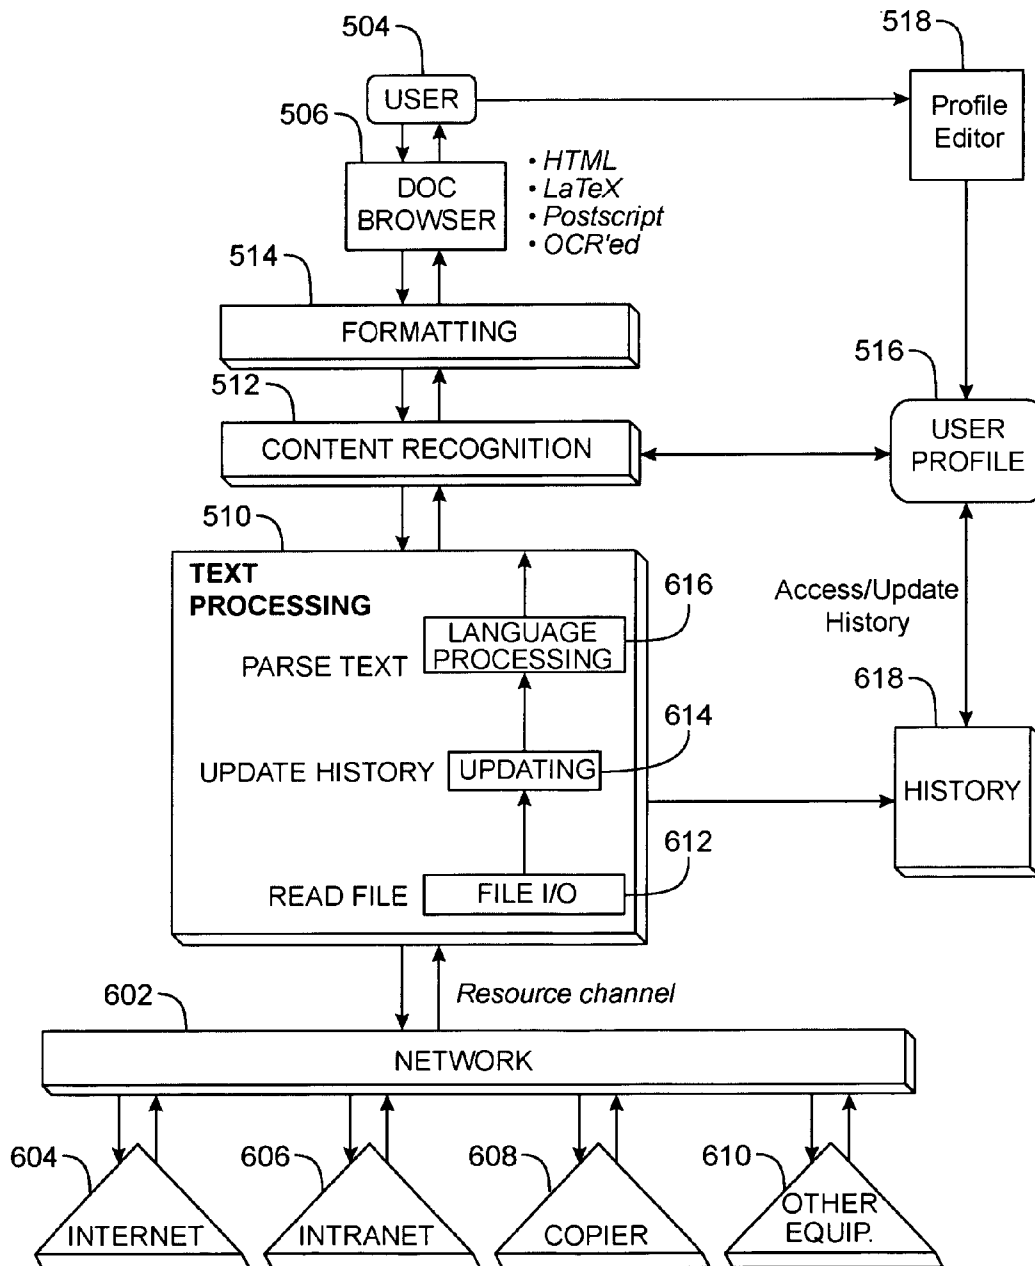 504
518
USER
506
Profile
Editor
DOC
BROWSER
• HTML
• LaTeX
• Postscript
• OCR'ed
514
FORMATTING
516
512
CONTENT RECOGNITION
USER
PROFILE
510
TEXT
PROCESSING
616
LANGUAGE
PROCESSING
PARSE TEXT
Access/Update
History
618
614
UPDATE HISTORY
UPDATING
HISTORY
612
READ FILE
FILE I/O
602
Resource channel
NETWORK
604
606
608
610
INTERNET
INTRANET
COPIER
OTHER
EQUIP.